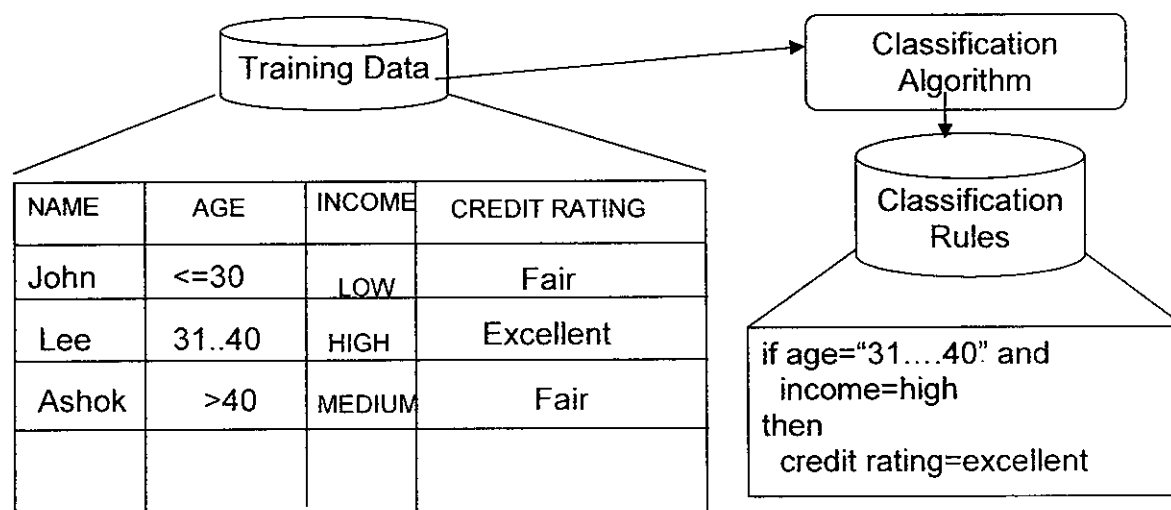 Training Data
Classification
Algorithm
Classification
Rules
NAME AGE INCOME CREDIT RATING
John <=30 LOW Fair
Lee 31..40 HIGH Excellent
Ashok >40 MEDIUM Fair
if age=“31....40” and
income=high
then
credit rating=excellent